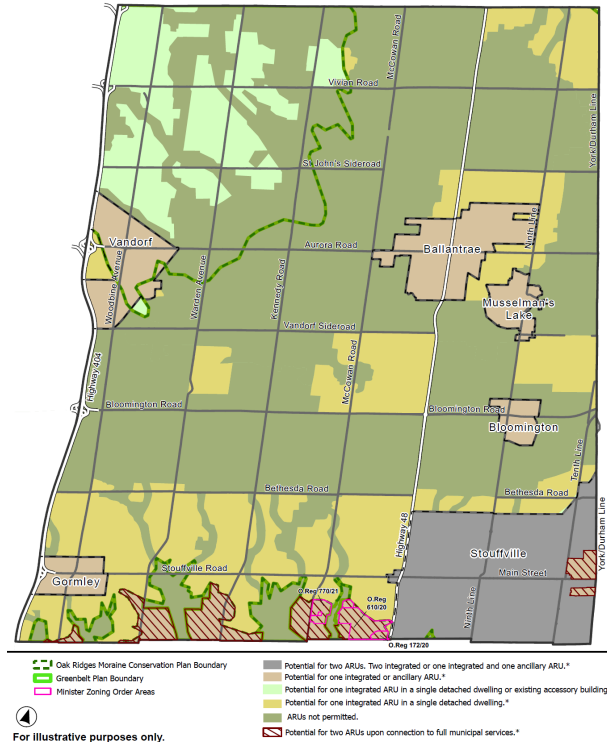 McCowan Road
Vivian Road
York/Durham Line
St John's Sideroad
Vandorf
Aurora Road
Ballantrae
Ninth Line
Woodbine Avenue
Warden Avenue
Kennedy Road
Musselman's
Lake
Vandorf Sideroad
Highway 404
McCowan Road
Bloomington Road
Bloomington Road
Bloomington
Tenth Line
Bethesda Road
Bethesda Road
Highway 48
Stouffville
York/Durham Line
Stouffville Road
Main Street
Gormley
O.Reg 770/21
O.Reg
610/20
Ninth Line
O.Reg 172/20
Oak Ridges Moraine Conservation Plan Boundary
Greenbelt Plan Boundary
Minister Zoning Order Areas
Potential for two ARUs. Two integrated or one integrated and one ancillary ARU.*
Potential for one integrated or ancillary ARU.*
Potential for one integrated ARU in a single detached dwelling or existing accessory building
Potential for one integrated ARU in a single detached dwelling.*
ARUs not permitted.
Potential for two ARUs upon connection to full municipal services.*
For illustrative purposes only.